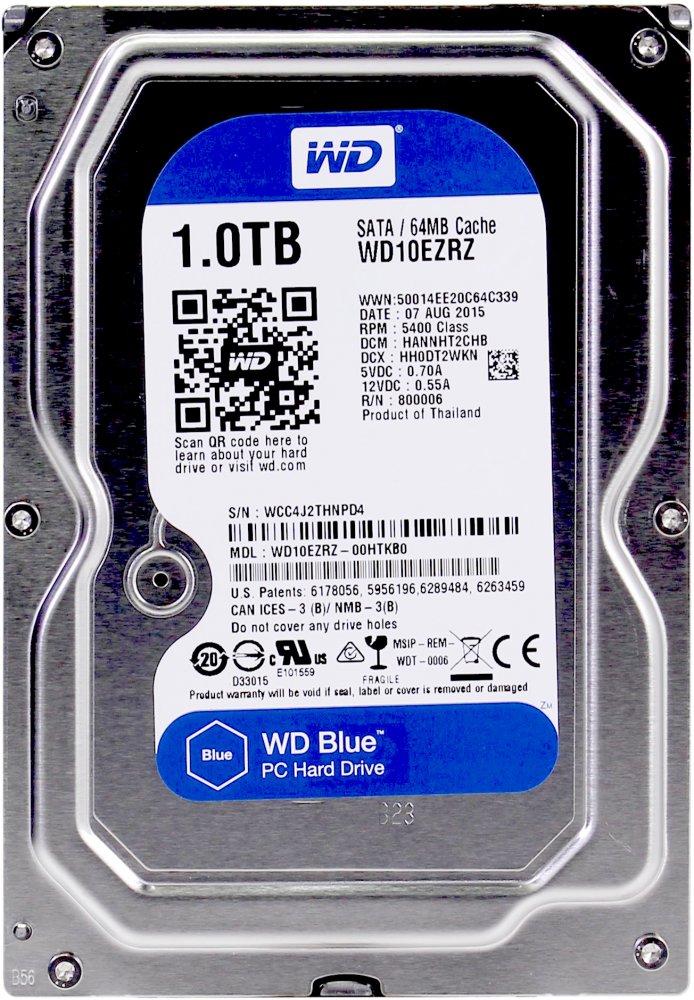 WD®
1.0TB
SATA / 64MB Cache
WD10EZRZ
WWN:50014EE20C64C339
DATE : 07 AUG 2015
RPM : 5400 Class
DCM : HANNHT2CHB
DCX : HH0DT2WKN
5VDC : 0.70A
12VDC : 0.55A
R/N : 800006
Product of Thailand
WD
Scan QR code here to
learn about your hard
drive or visit wd.com
S/N : WCC4J2THNPD4
MDL : WD10EZRZ-00HTKB0
U.S. Patents: 6178056, 5956196,6289484, 6263459
CAN ICES-3 (B)/ NMB-3(B)
Do not cover any drive holes
20
D33015
c RU US
E101559
FRAGILE
MSIP-REM-
WDT-0006
CE
Product warranty will be void if seal, label or cover is removed or damaged
ZM
Blue
WD Blue™
PC Hard Drive
B23
B56